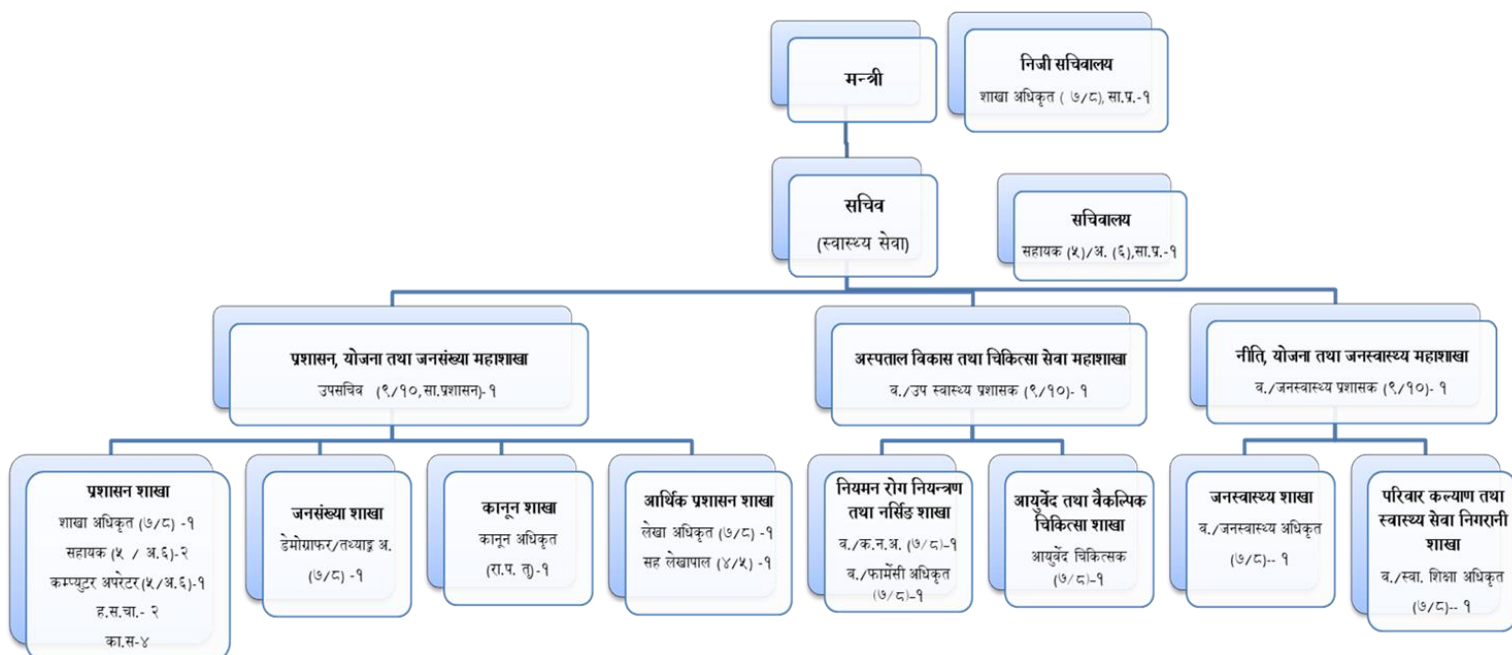 मन्त्री
निजी सचिवालय
शाखा अधिकृत ( ७/८), सा.प्र.-१
सचिव
(स्वास्थ्य सेवा)
सचिवालय
सहायक (५)/अ. (६),सा.प्र.-१
प्रशासन, योजना तथा जनसंख्या महाशाखा
उपसचिव (९/१०,सा.प्रशासन)-१
अस्पताल विकास तथा चिकित्सा सेवा महाशाखा
व./उप स्वास्थ्य प्रशासक (९/१०)- १
नीति, योजना तथा जनस्वास्थ्य महाशाखा
व./जनस्वास्थ्य प्रशासक (९/१०)- १
प्रशासन शाखा
शाखा अधिकृत (७/८) -१
सहायक (५ / अ.६)-२
कम्प्युटर अपरेटर(५/अ.६)-१
ह.स.चा.- २
का.स-४
जनसंख्या शाखा
डेमोग्राफर/तथ्याङ्क अ.
(७/८) -१
कानून शाखा
कानून अधिकृत
(रा.प. तृ)-१
आर्थिक प्रशासन शाखा
लेखा अधिकृत (७/८) -१
सह लेखापाल (४/५) -१
नियमन रोग नियन्त्रण
तथा नर्सिङ शाखा
व./क.न.अ. (७/८)-१
व./फार्मेसी अधिकृत
(७/८)-१
आयुर्वेद तथा वैकल्पिक
चिकित्सा शाखा
आयुर्वेद चिकित्सक
(७/८)-१
जनस्वास्थ्य शाखा
व./जनस्वास्थ्य अधिकृत
(७/८)-- १
परिवार कल्याण तथा
स्वास्थ्य सेवा निगरानी
शाखा
व./स्वा. शिक्षा अधिकृत
(७/८)-- १